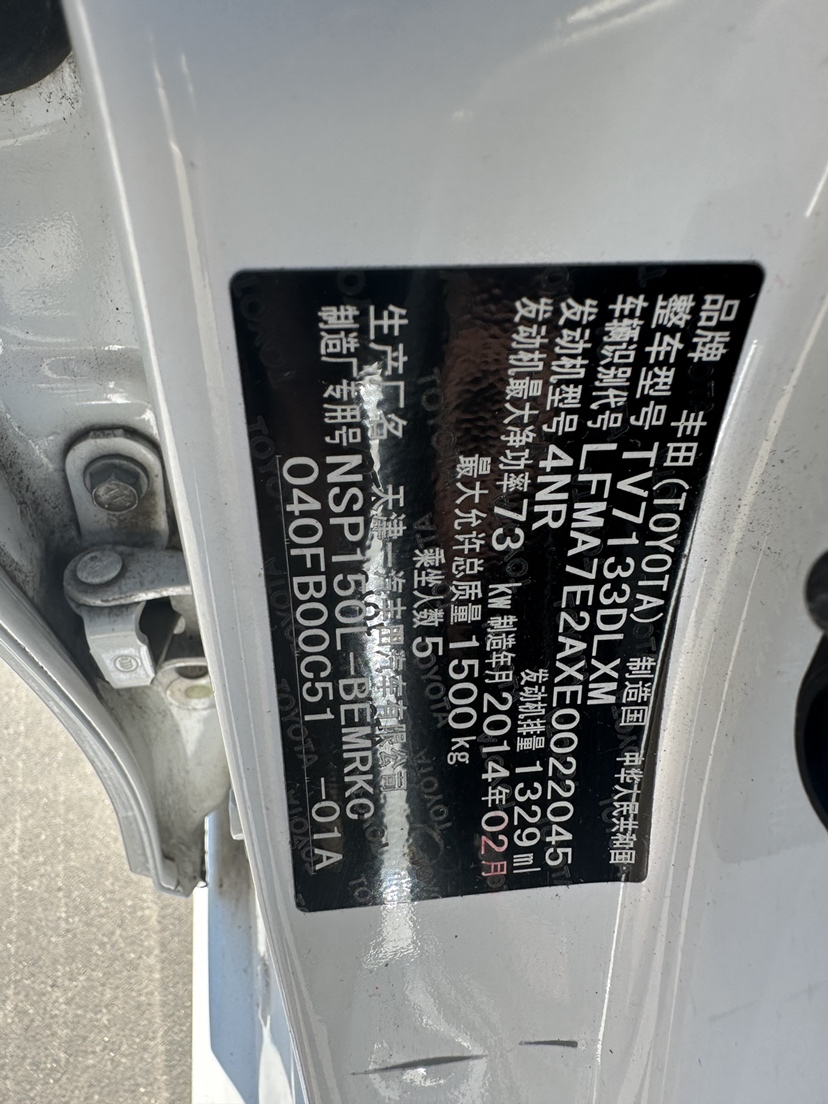 品牌 丰田(TOYOTA) 制造国 中华人民共和国
整车型号 TV7133DLXM
车辆识别代号 LFMA7E2AXE0022045
发动机型号 4NR 发动机排量 1329 ml
发动机最大净功率 73 kW 制造年月 2014年02月
最大允许总质量 1500 kg
乘坐人数 5
生产厂名 天津一汽丰田汽车有限公司
制造厂专用号 NSP150L-BEMRKC
040FB00C51 -01A